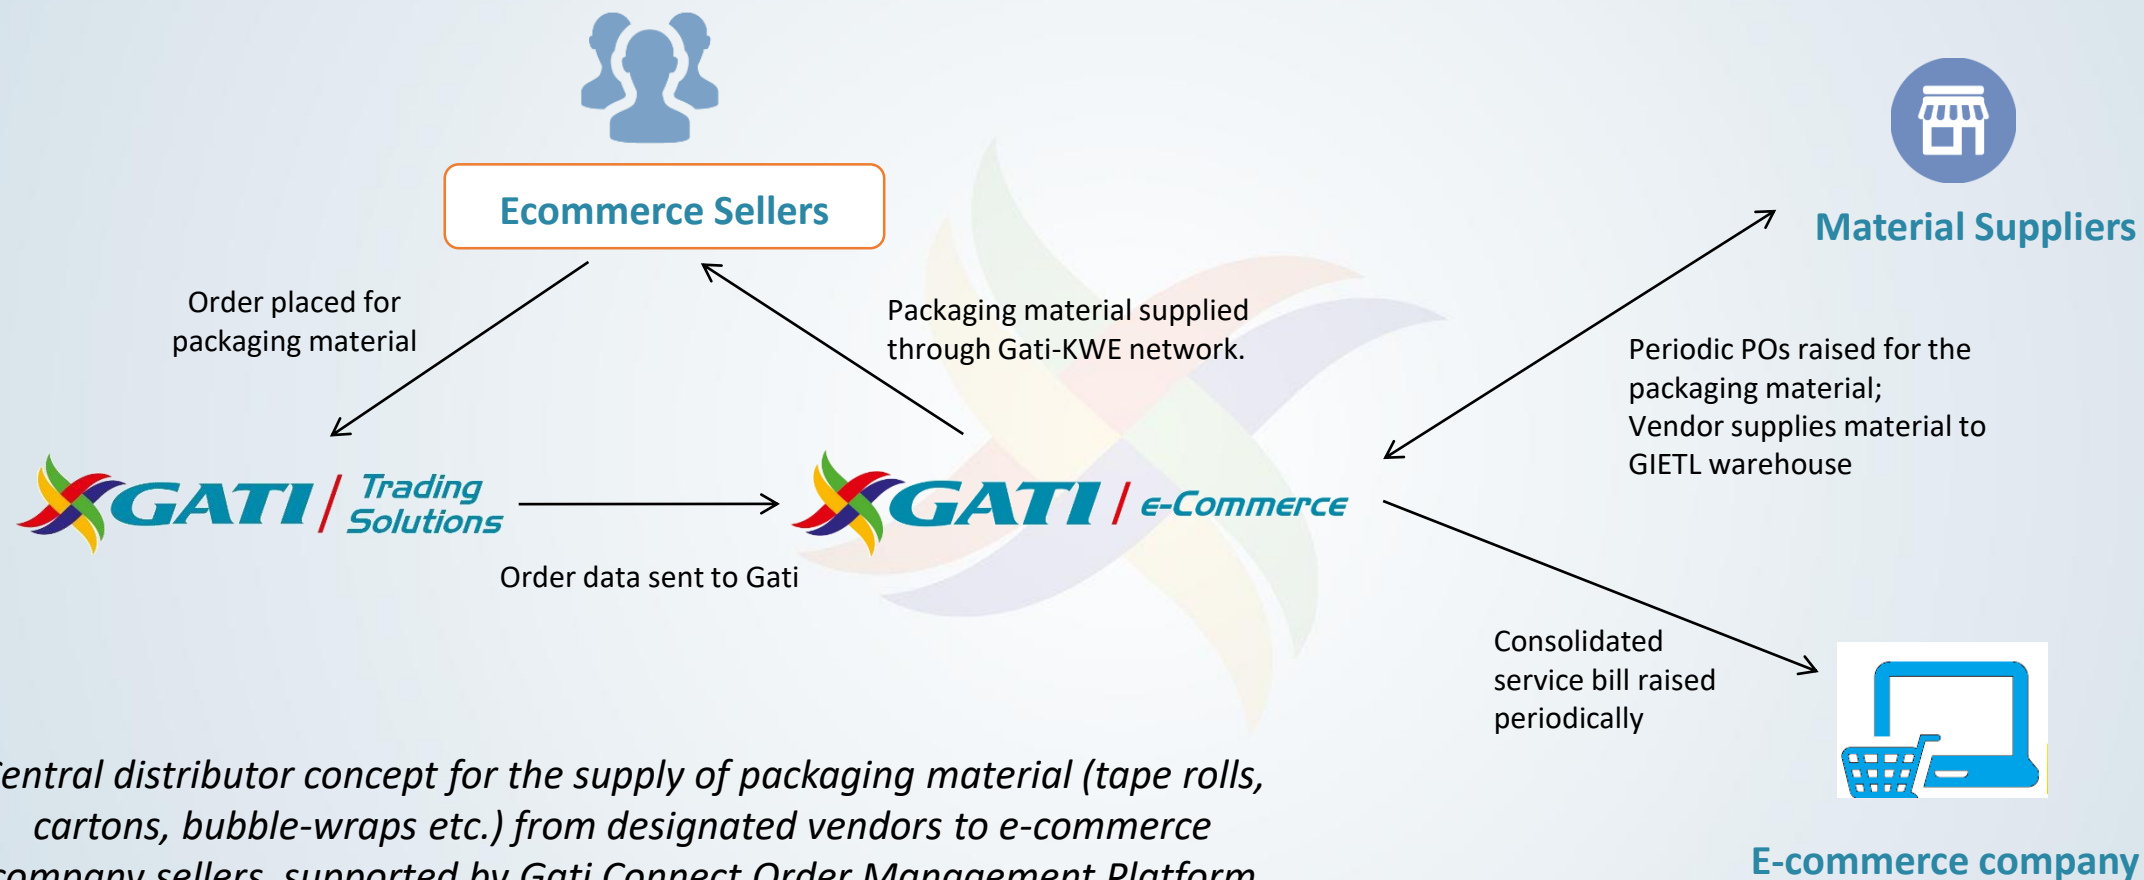 Ecommerce Sellers
Material Suppliers
Order placed for
packaging material
Packaging material supplied
through Gati-KWE network.
Periodic POs raised for the
packaging material;
Vendor supplies material to
GIETL warehouse
GATI / Trading
Solutions
GATI / e-Commerce
Order data sent to Gati
Consolidated
service bill raised
periodically
entral distributor concept for the supply of packaging material (tape rolls,
cartons, bubble-wraps etc.) from designated vendors to e-commerce
company sellers, supported by Gati Connect Order Management Platform
E-commerce company